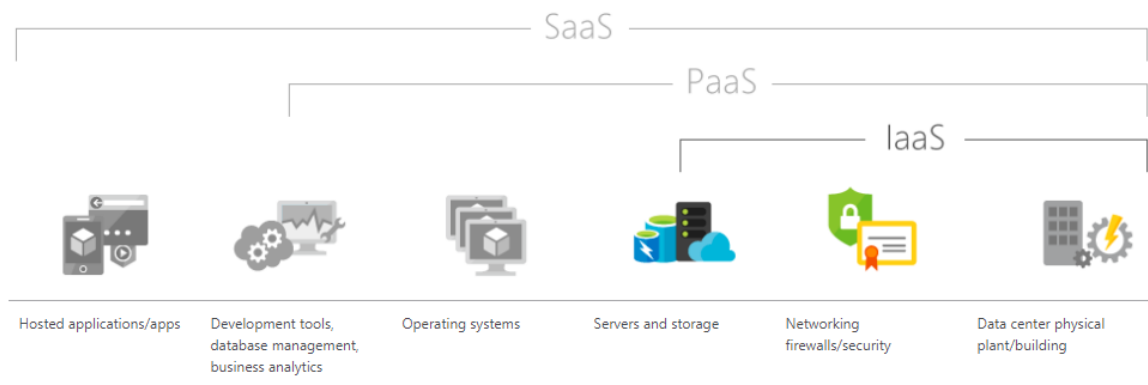 SaaS
PaaS
IaaS
Hosted applications/apps
Development tools,
database management,
business analytics
Operating systems
Servers and storage
Networking
firewalls/security
Data center physical
plant/building